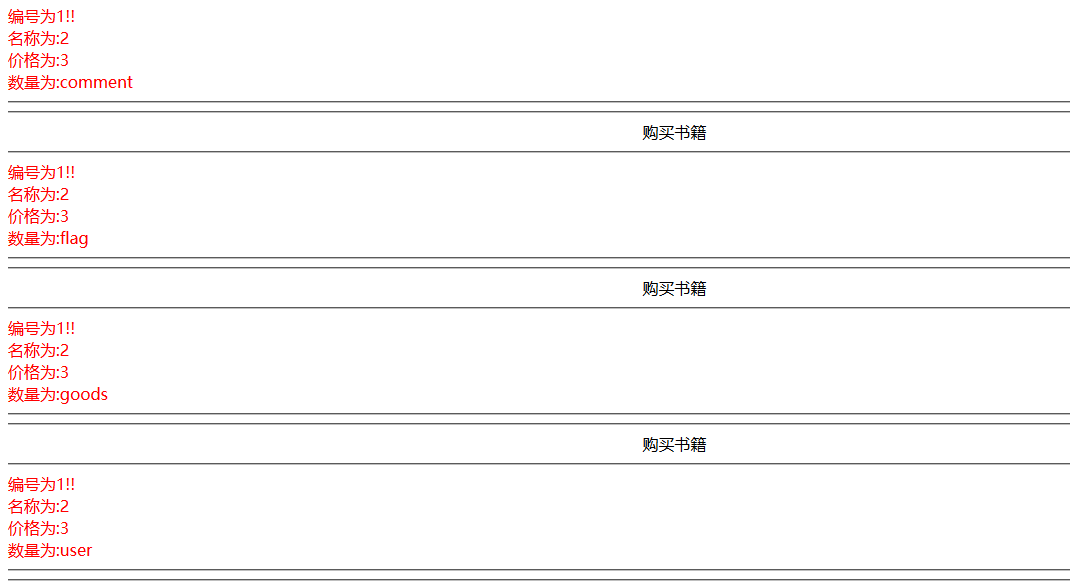 编号为1!!
名称为:2
价格为:3
数量为:comment
购买书籍
编号为1!!
名称为:2
价格为:3
数量为:flag
购买书籍
编号为1!!
名称为:2
价格为:3
数量为:goods
购买书籍
编号为1!!
名称为:2
价格为:3
数量为:user